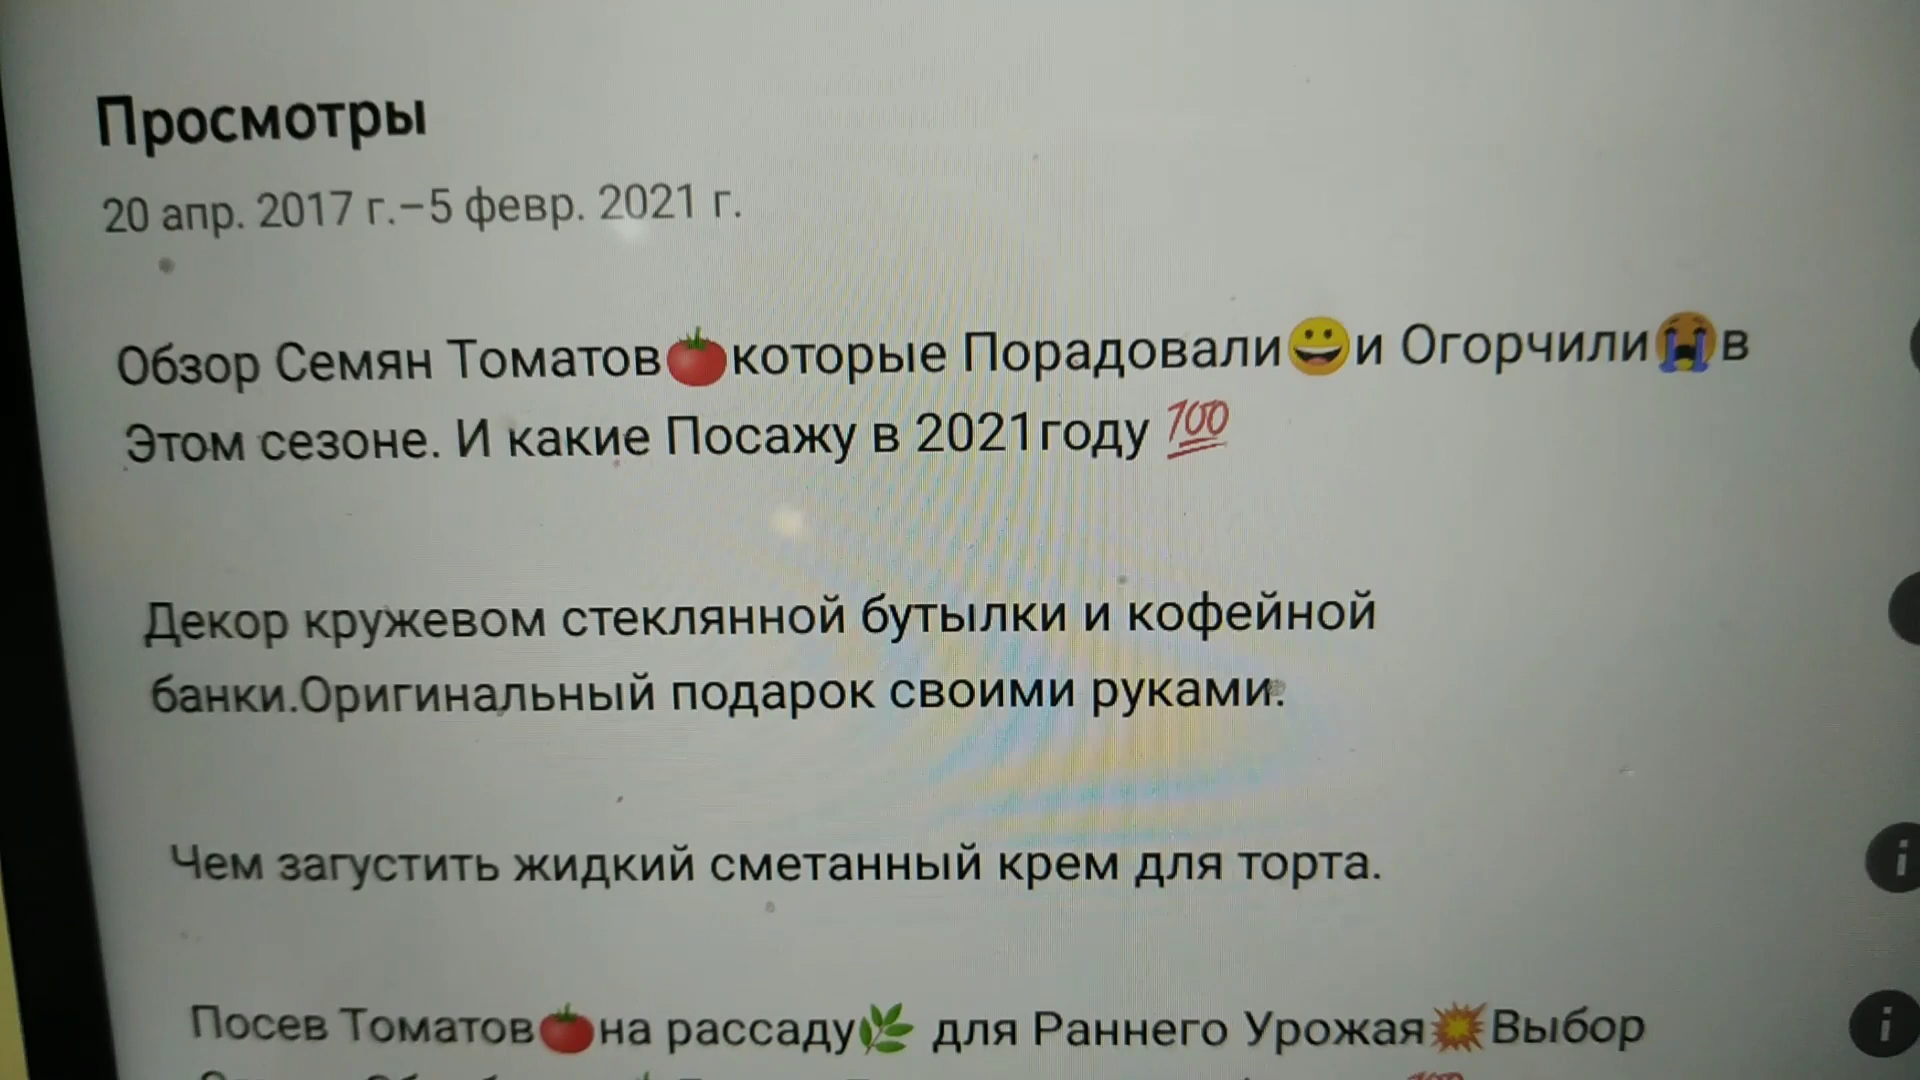 Просмотры
20 апр. 2017 г.–5 февр. 2021 г.
Обзор Семян Томатов🍅которые Порадовали😀и Огорчили😭в
Этом сезоне. И какие Посажу в 2021году 💯
Декор кружевом стеклянной бутылки и кофейной
банки.Оригинальный подарок своими руками.
Чем загустить жидкий сметанный крем для торта.
i
Посев Томатов🍅на рассаду🌿 для Раннего Урожая💥Выбор
i